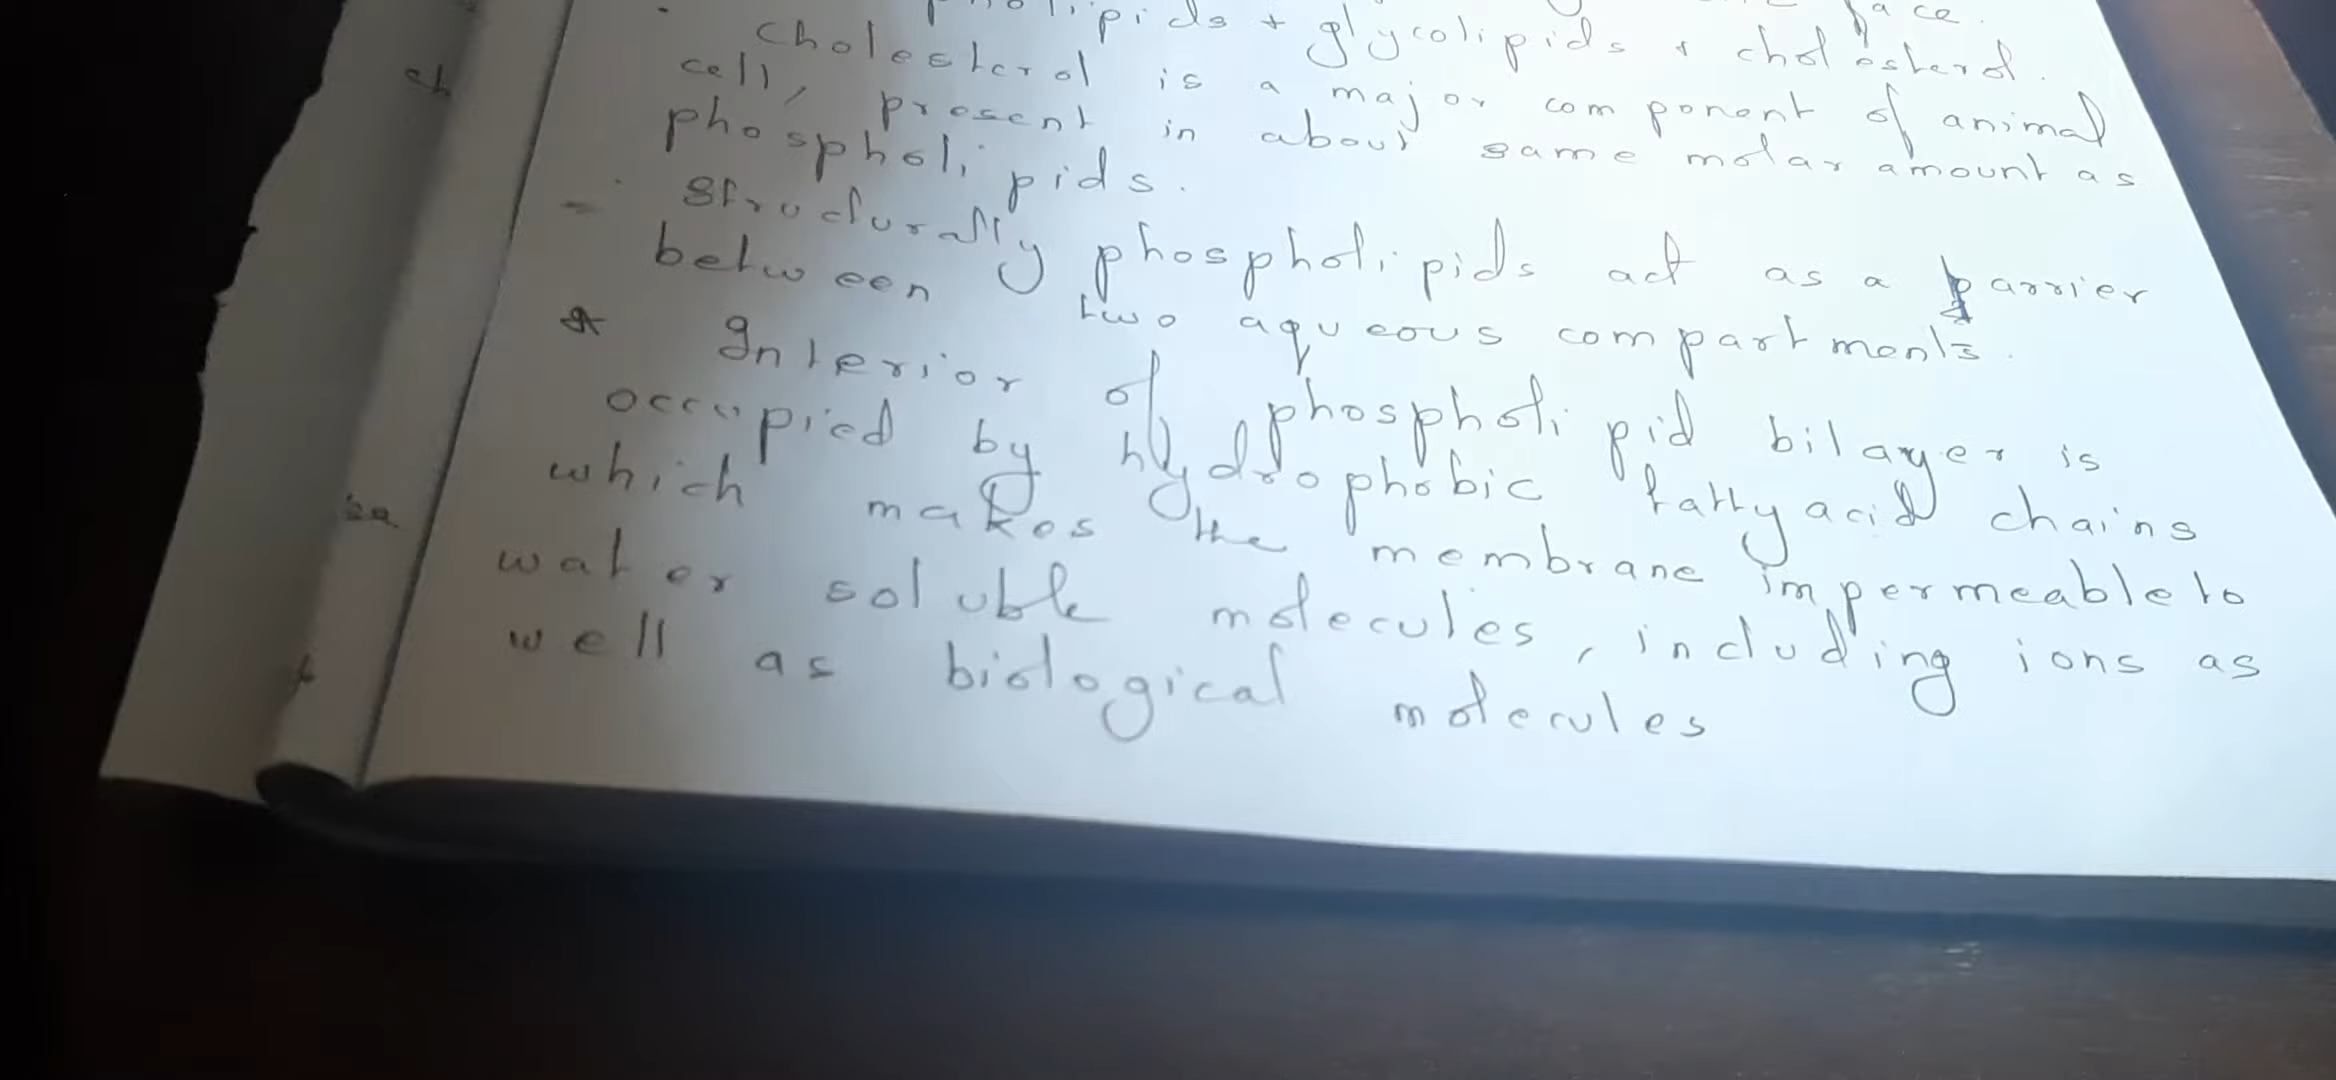 glycolipids + cholesterol.
Cholesterol is a major component of animal
cell, present in about same molar amount as
phospholipids.
- Structurally phospholipids act as a barrier
between two aqueous compartments.
* Interior of phospholipid bilayer is
occupied by hydrophobic fatty acid chains
which makes the membrane impermeable to
water soluble molecules, including ions as
well as biological molecules